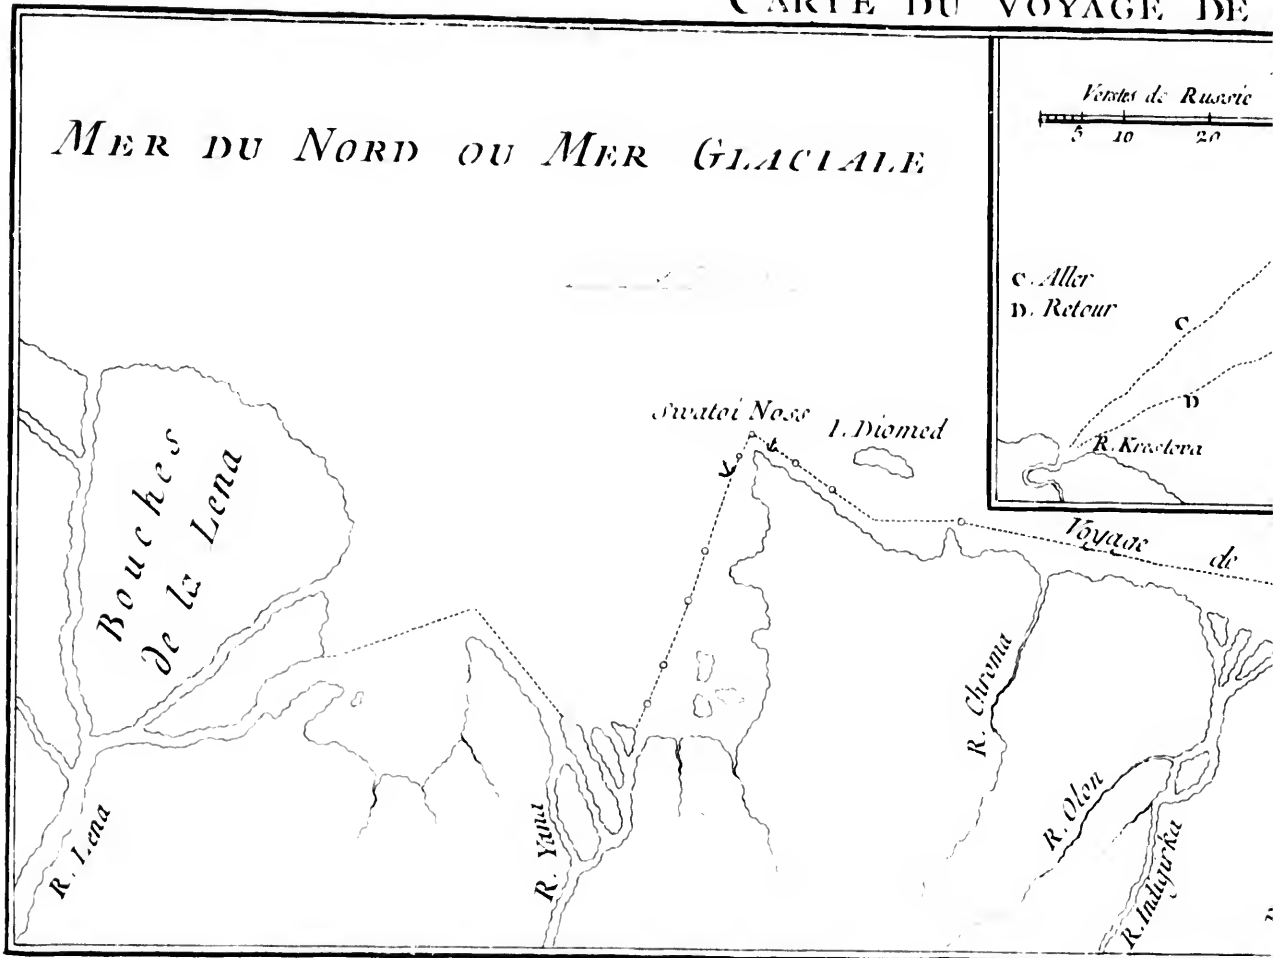 CARTE DU VOYAGE DE
MER DU NORD OU MER GLACIALE
Verstes de Russie
5 10 20
C. Aller
D. Retour
C
D
R. Krestova
Swatoi Noss
I. Diomed
Voyage de
Bouches
de la Lena
R. Lena
R. Yana
R. Chroma
R. Olon
R. Indigirka